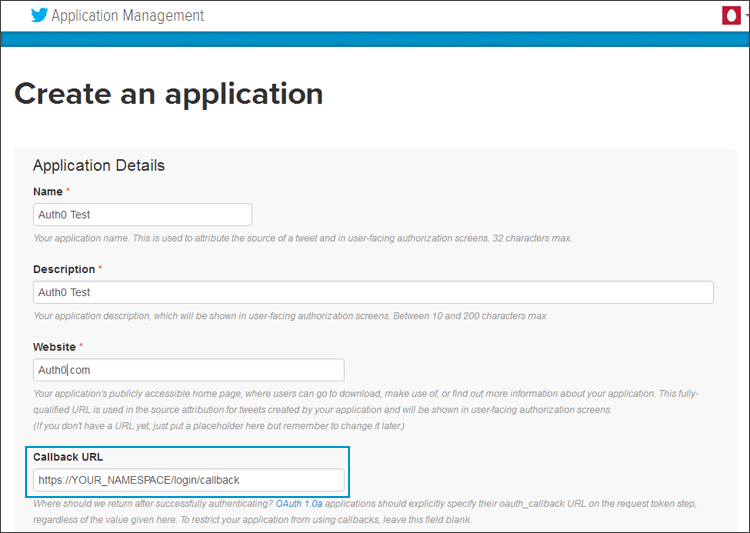 Application Management
Create an application
Application Details
Name *
Auth0 Test
Your application name. This is used to attribute the source of a tweet and in user-facing authorization screens. 32 characters max.
Description *
Auth0 Test
Your application description, which will be shown in user-facing authorization screens. Between 10 and 200 characters max.
Website *
Auth0.com
Your application's publicly accessible home page, where users can go to download, make use of, or find out more information about your application. This fully-
qualified URL is used in the source attribution for tweets created by your application and will be shown in user-facing authorization screens.
(If you don't have a URL yet, just put a placeholder here but remember to change it later.)
Callback URL
https://YOUR_NAMESPACE/login/callback
Where should we return after successfully authenticating? OAuth 1.0a applications should explicitly specify their oauth_callback URL on the request token step,
regardless of the value given here. To restrict your application from using callbacks, leave this field blank.